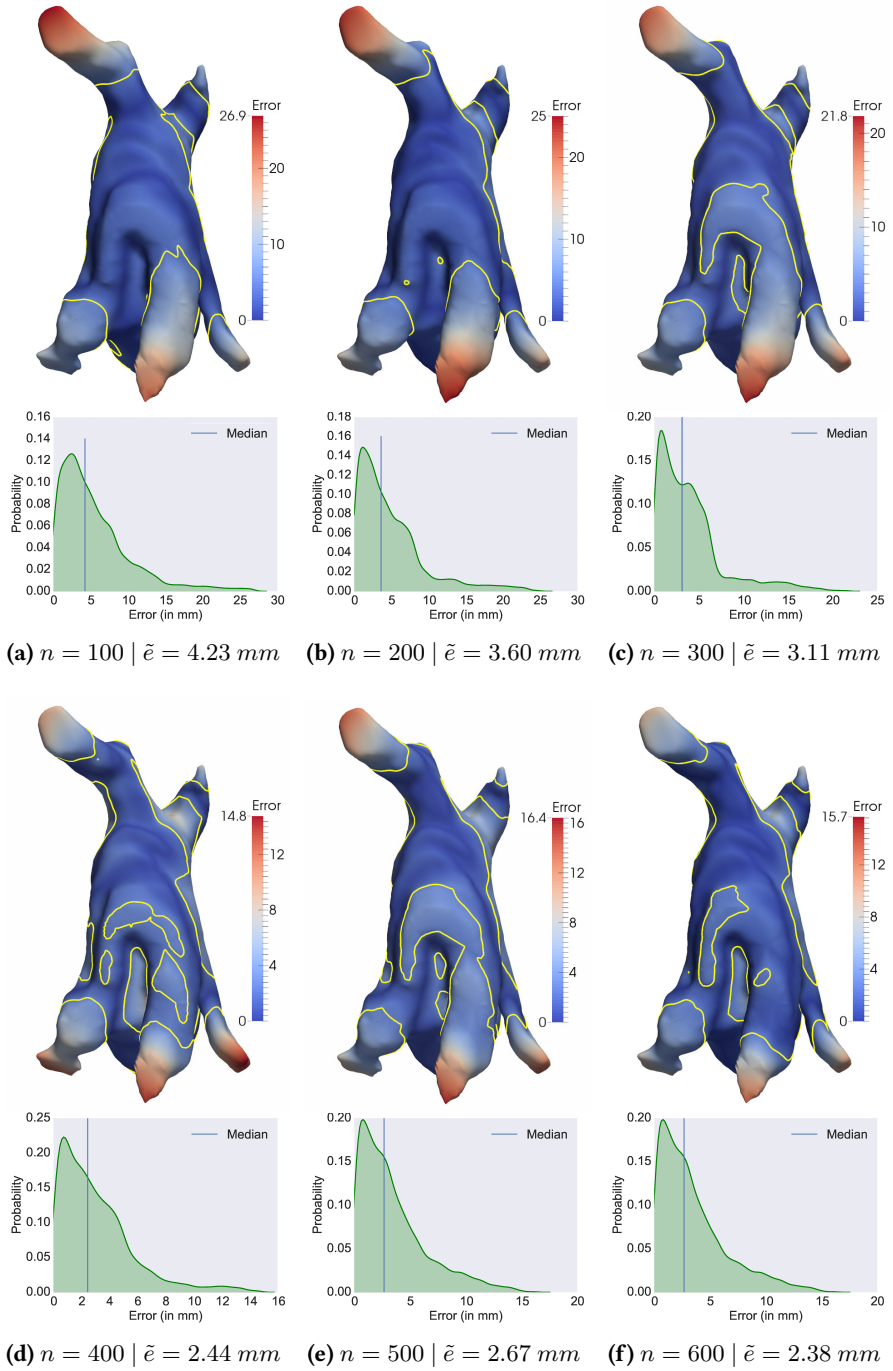 Error
26.9
20
10
0
Error
25
20
10
0
Error
21.8
20
10
0
0.16
0.14
0.12
0.10
0.08
0.06
0.04
0.02
0.00
Probability
Median
0 5 10 15 20 25 30
Error (in mm)
0.18
0.16
0.14
0.12
0.10
0.08
0.06
0.04
0.02
0.00
Probability
Median
0 5 10 15 20 25 30
Error (in mm)
0.20
0.15
0.10
0.05
0.00
Probability
Median
0 5 10 15 20 25
Error (in mm)
(a) n = 100 | ẽ = 4.23 mm
(b) n = 200 | ẽ = 3.60 mm
(c) n = 300 | ẽ = 3.11 mm
Error
14.8
12
8
4
0
Error
16.4
16
12
8
4
0
Error
15.7
12
8
4
0
0.25
0.20
0.15
0.10
0.05
0.00
Probability
Median
0 2 4 6 8 10 12 14 16
Error (in mm)
0.20
0.15
0.10
0.05
0.00
Probability
Median
0 5 10 15 20
Error (in mm)
0.20
0.15
0.10
0.05
0.00
Probability
Median
0 5 10 15 20
Error (in mm)
(d) n = 400 | ẽ = 2.44 mm
(e) n = 500 | ẽ = 2.67 mm
(f) n = 600 | ẽ = 2.38 mm